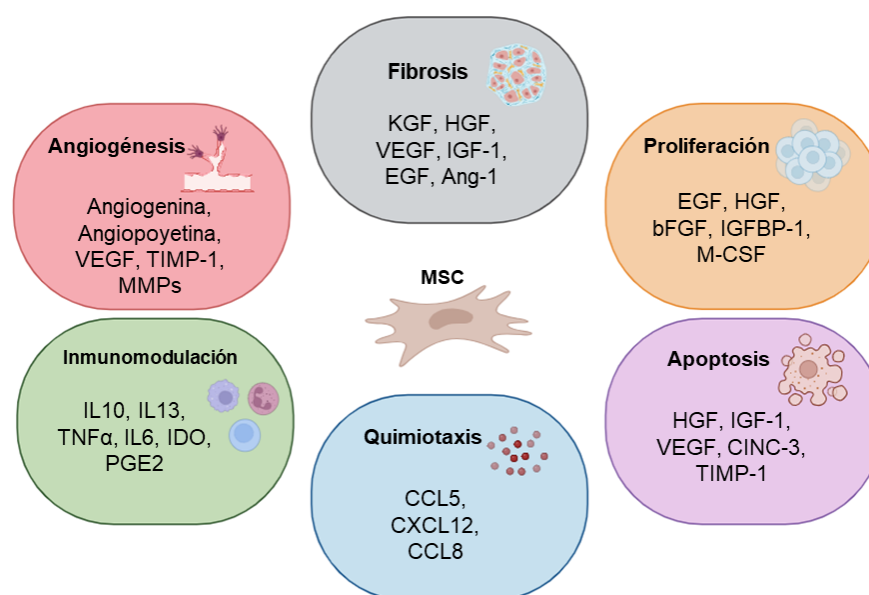 Fibrosis
KGF, HGF,
VEGF, IGF-1,
EGF, Ang-1
Angiogénesis
Angiogenina,
Angiopoyetina,
VEGF, TIMP-1,
MMPs
Proliferación
EGF, HGF,
bFGF, IGFBP-1,
M-CSF
MSC
Inmunomodulación
IL10, IL13,
TNFα, IL6, IDO,
PGE2
Quimiotaxis
CCL5,
CXCL12,
CCL8
Apoptosis
HGF, IGF-1,
VEGF, CINC-3,
TIMP-1